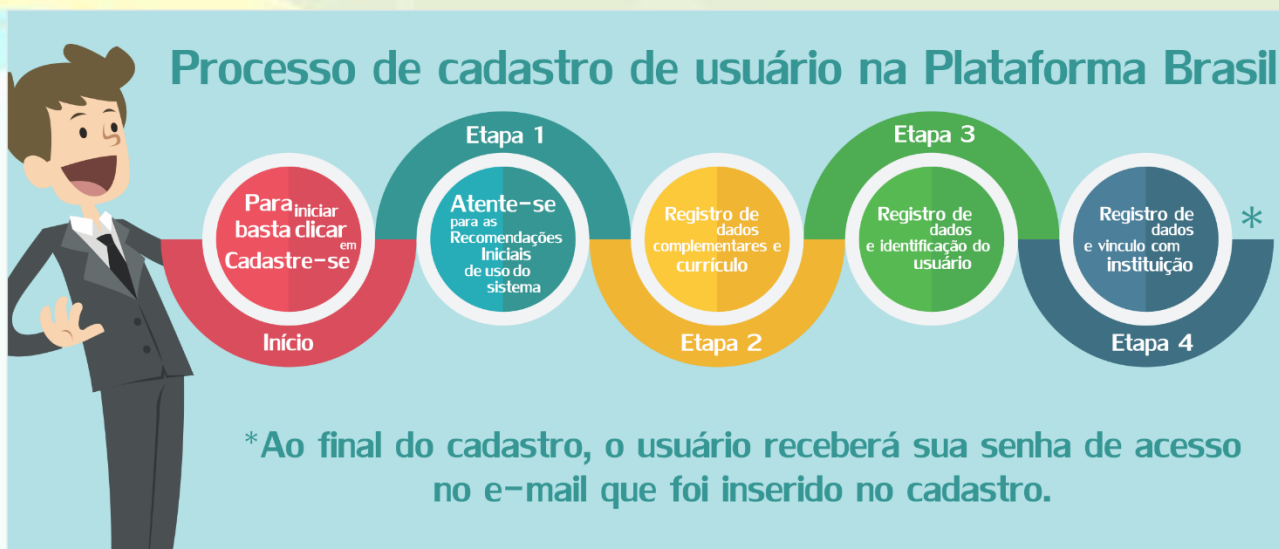 Processo de cadastro de usuário na Plataforma Brasil
Início
Para iniciar
basta clicar
em
Cadastre-se
Etapa 1
Atente-se
para as
Recomendações
Iniciais
de uso do
sistema
Etapa 2
Registro de
dados
complementares e
currículo
Etapa 3
Registro de
dados
e identificação do
usuário
Etapa 4
Registro de
dados
e vinculo com
instituição
*
*Ao final do cadastro, o usuário receberá sua senha de acesso
no e-mail que foi inserido no cadastro.